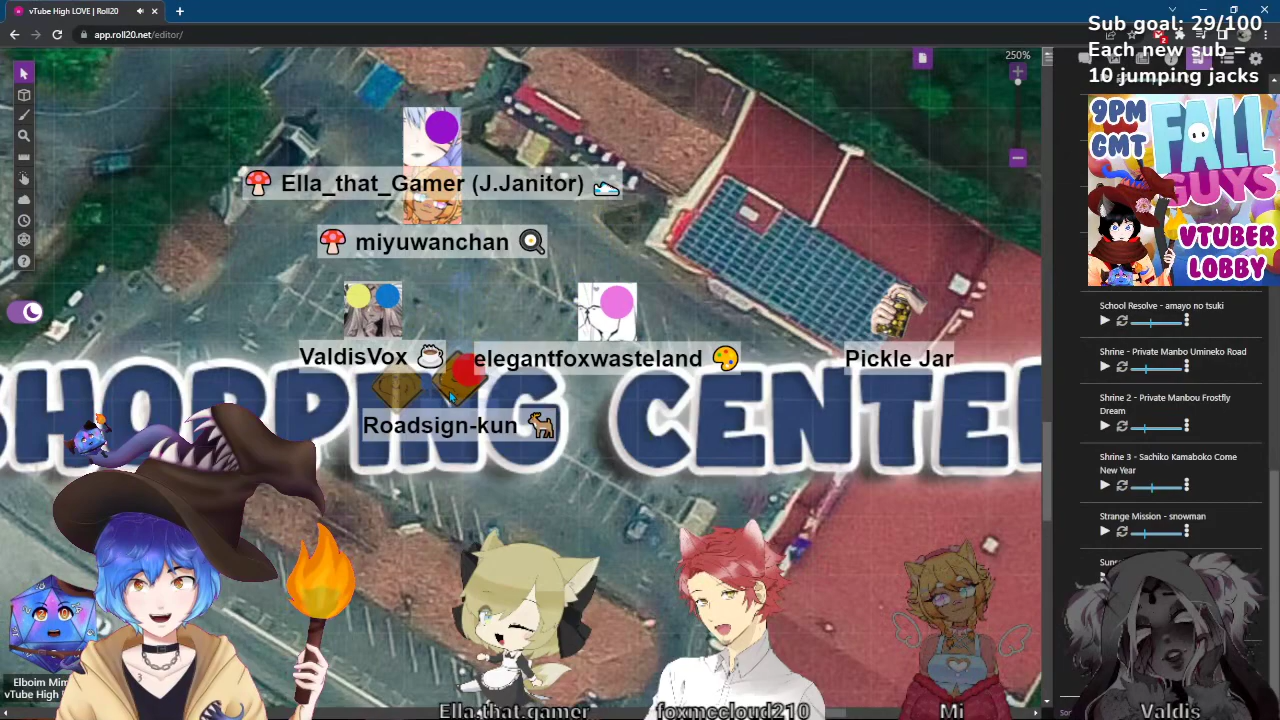 vTube High LOVE | Roll20
app.roll20.net/editor/
250%
Sub goal: 29/100
Each new sub =
10 jumping jacks
9PM
GMT
FALL
GUYS
VTUBER
LOBBY
Ella_that_Gamer (J.Janitor)
miyuwanchan
ValdisVox
elegantfoxwasteland
Pickle Jar
Roadsign-kun
SHOPPING CENTER
School Resolve - amayo no tsuki
Shrine - Private Manbo Umineko Road
Shrine 2 - Private Manbou Frostfly
Dream
Shrine 3 - Sachiko Kamaboko Come
New Year
Strange Mission - snowman
Elboim Mim
vTube High
Ella.that.gamer
foxmccloud210
Mi
Valdis